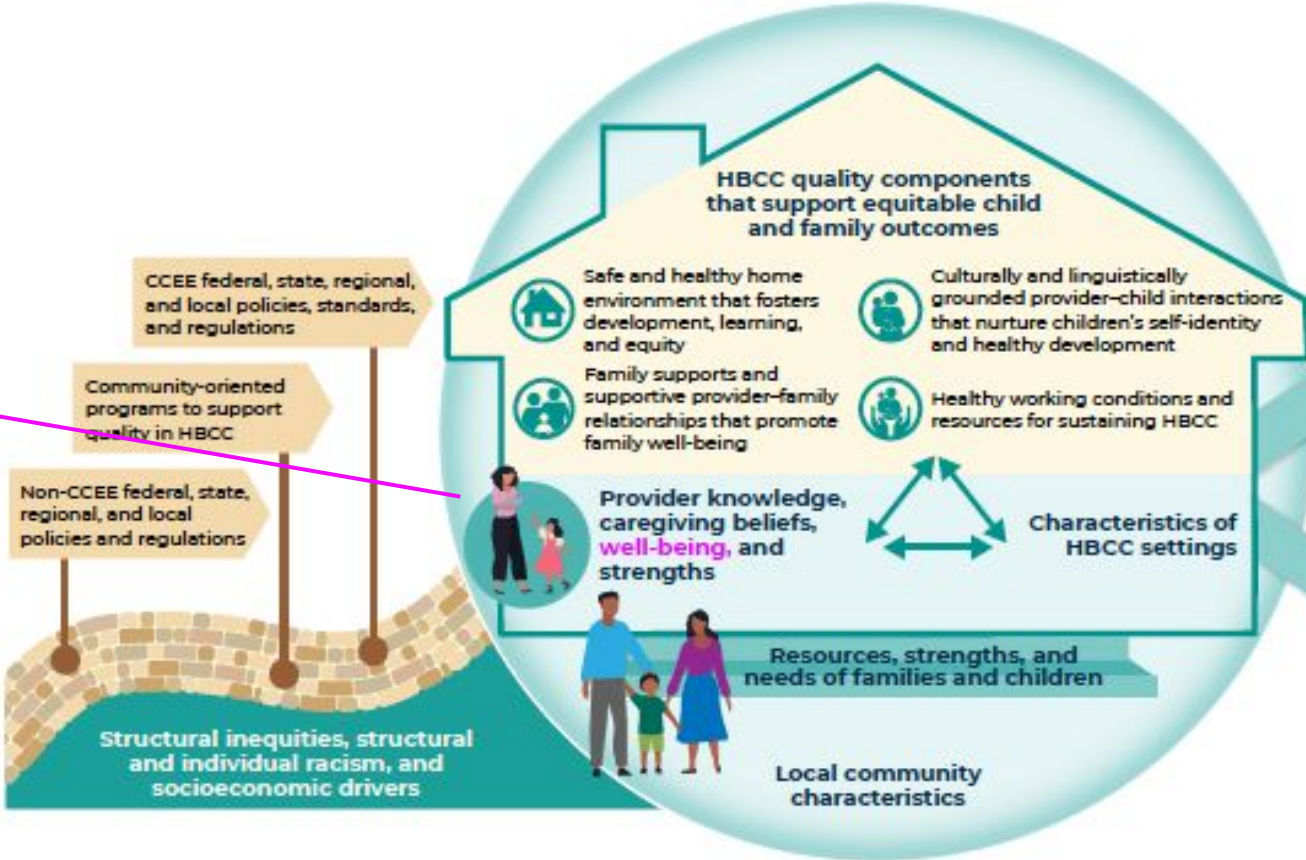 CCEE federal, state, regional,
and local policies, standards,
and regulations
Community-oriented
programs to support
quality in HBCC
Non-CCEE federal, state,
regional, and local
policies and regulations
Structural inequities, structural
and individual racism, and
socioeconomic drivers
HBCC quality components
that support equitable child
and family outcomes
Safe and healthy home
environment that fosters
development, learning,
and equity
Culturally and linguistically
grounded provider–child interactions
that nurture children's self-identity
and healthy development
Family supports and
supportive provider–family
relationships that promote
family well-being
Healthy working conditions and
resources for sustaining HBCC
Provider knowledge,
caregiving beliefs,
well-being, and
strengths
Characteristics of
HBCC settings
Resources, strengths, and
needs of families and children
Local community
characteristics